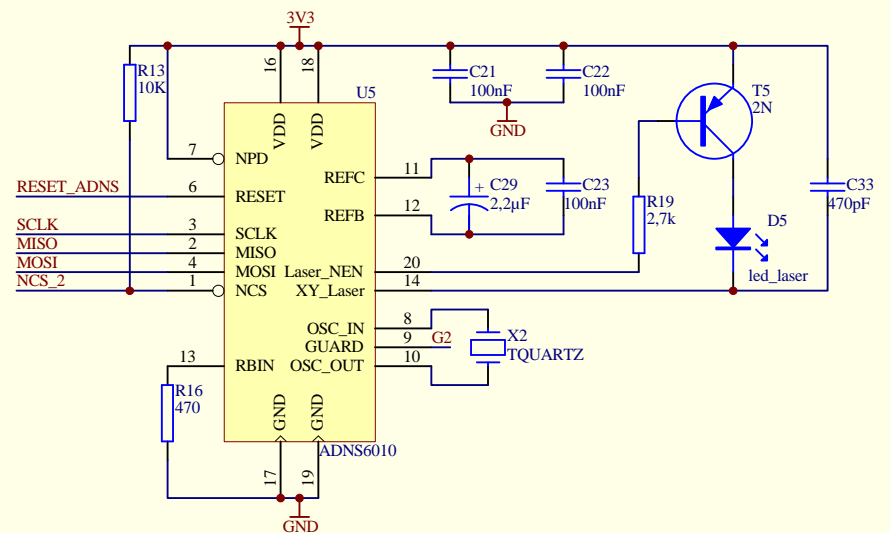 3V3
R13
10K
16
18
U5
VDD
VDD
C21
100nF
C22
100nF
GND
T5
2N
7
NPD
REFC
11
C29
+
2,2µF
C23
100nF
C33
470pF
RESET_ADNS
6
RESET
REFB
12
R19
2,7k
SCLK
3
SCLK
MISO
2
MISO
MOSI
4
MOSI
NCS_2
1
NCS
Laser_NEN
20
XY_Laser
14
D5
led_laser
OSC_IN
8
GUARD
9
G2
OSC_OUT
10
X2
TQUARTZ
13
RBIN
R16
470
GND
GND
ADNS6010
17
19
GND